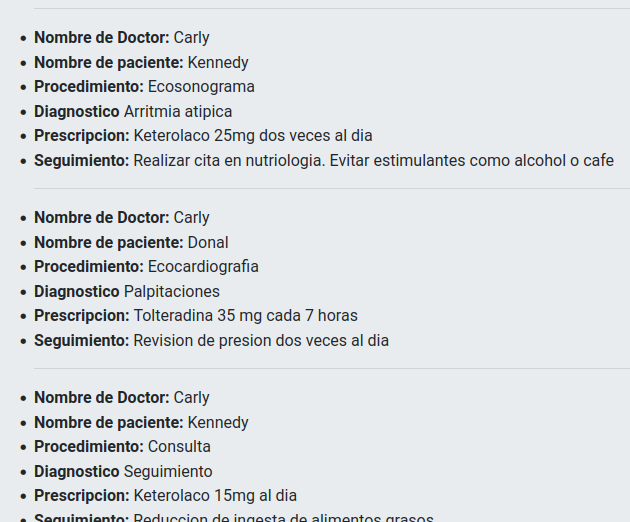 Nombre de Doctor: Carly
Nombre de paciente: Kennedy
Procedimiento: Ecosonograma
Diagnostico Arritmia atipica
Prescripcion: Keterolaco 25mg dos veces al dia
Seguimiento: Realizar cita en nutriologia. Evitar estimulantes como alcohol o cafe
Nombre de Doctor: Carly
Nombre de paciente: Donal
Procedimiento: Ecocardiografia
Diagnostico Palpitaciones
Prescripcion: Tolteradina 35 mg cada 7 horas
Seguimiento: Revision de presion dos veces al dia
Nombre de Doctor: Carly
Nombre de paciente: Kennedy
Procedimiento: Consulta
Diagnostico Seguimiento
Prescripcion: Keterolaco 15mg al dia
Seguimiento: Reduccion de ingesta de alimentos grasos